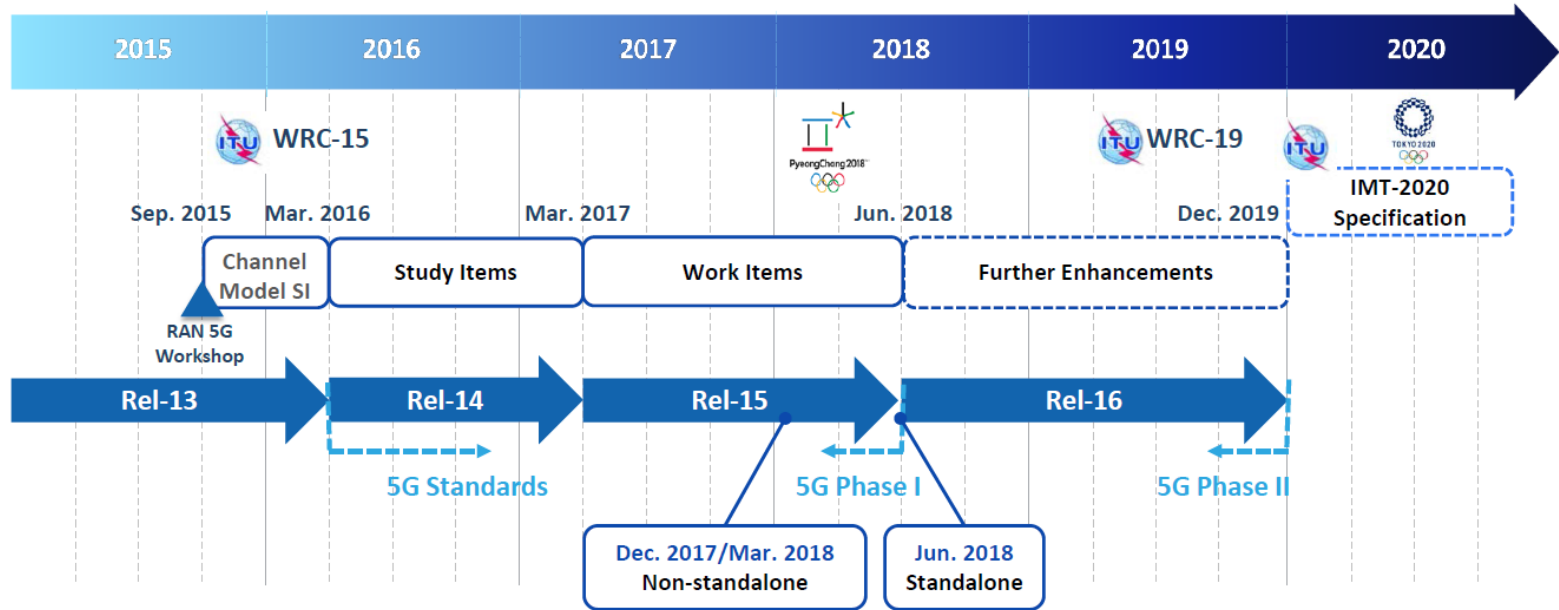 2015
2016
2017
2018
2019
2020
ITU
WRC-15
PyeongChang 2018
ITU
WRC-19
ITU
TOKYO 2020
IMT-2020
Specification
Sep. 2015
Mar. 2016
Mar. 2017
Jun. 2018
Dec. 2019
Channel
Model SI
Study Items
Work Items
Further Enhancements
RAN 5G
Workshop
Rel-13
Rel-14
Rel-15
Rel-16
5G Standards
5G Phase I
5G Phase II
Dec. 2017/Mar. 2018
Non-standalone
Jun. 2018
Standalone